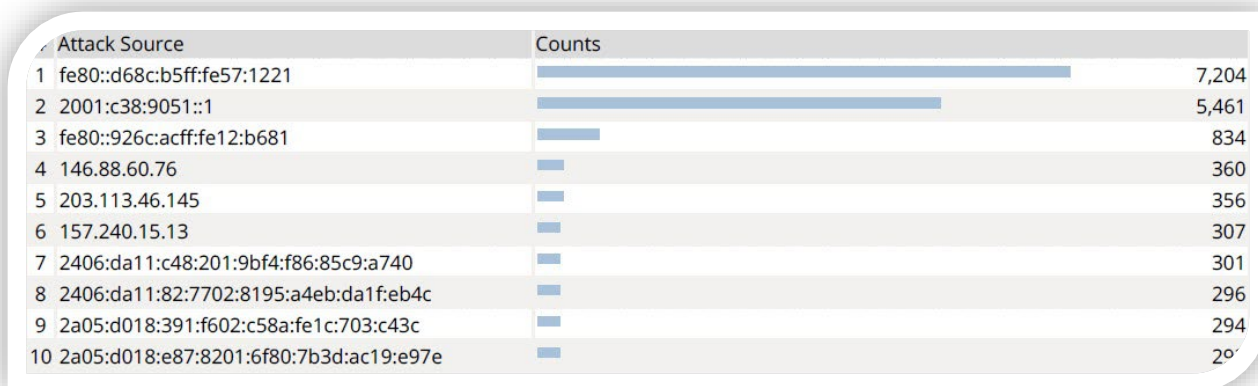 Attack Source Counts
1 fe80::d68c:b5ff:fe57:1221 7,204
2 2001:c38:9051::1 5,461
3 fe80::926c:acff:fe12:b681 834
4 146.88.60.76 360
5 203.113.46.145 356
6 157.240.15.13 307
7 2406:da11:c48:201:9bf4:f86:85c9:a740 301
8 2406:da11:82:7702:8195:a4eb:da1f:eb4c 296
9 2a05:d018:391:f602:c58a:fe1c:703:c43c 294
10 2a05:d018:e87:8201:6f80:7b3d:ac19:e97e